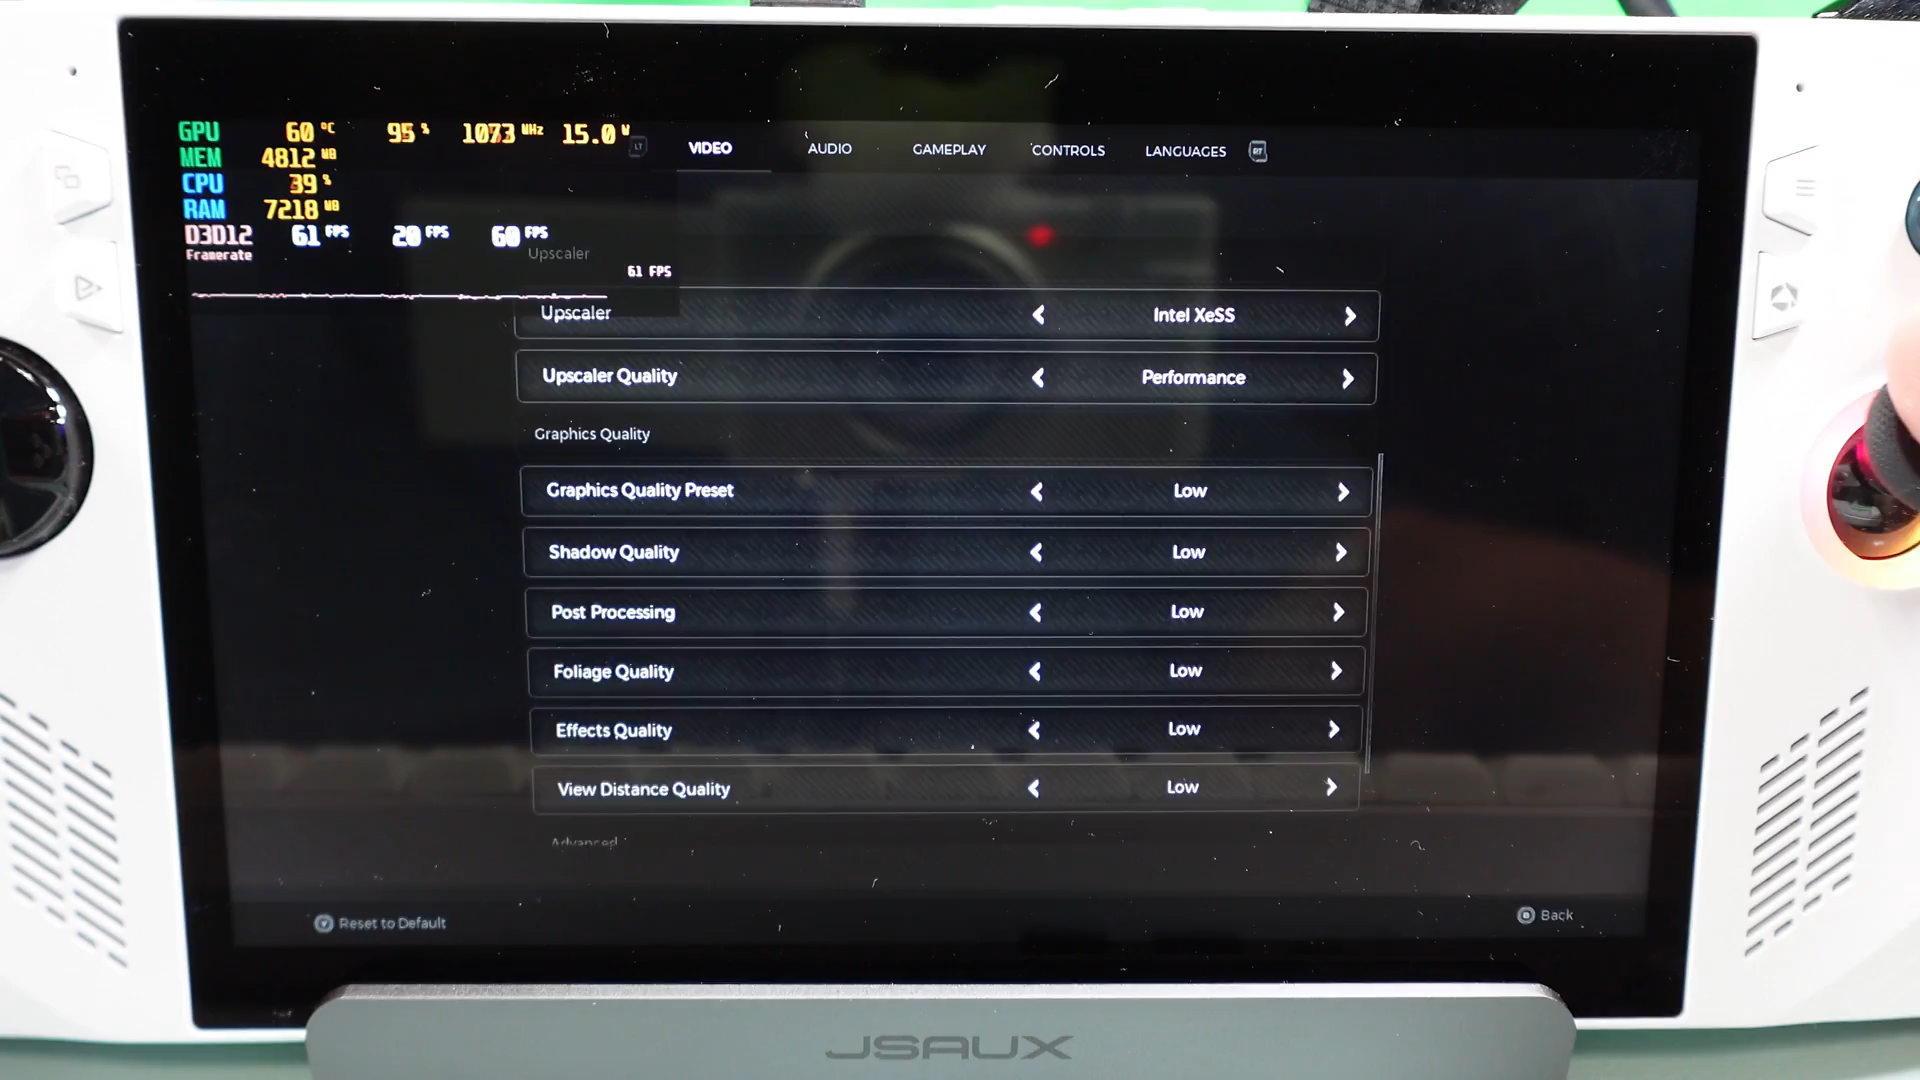 GPU 60 °C 95 % 1073 MHz 15.0 W
MEM 4812 MB
CPU 39 %
RAM 7218 MB
D3D12 61 FPS 20 FPS 60 FPS
Framerate
61 FPS
LT VIDEO AUDIO GAMEPLAY CONTROLS LANGUAGES RT
Upscaler
Upscaler Intel XeSS
Upscaler Quality Performance
Graphics Quality
Graphics Quality Preset Low
Shadow Quality Low
Post Processing Low
Foliage Quality Low
Effects Quality Low
View Distance Quality Low
Advanced
Reset to Default Back
JSAUX